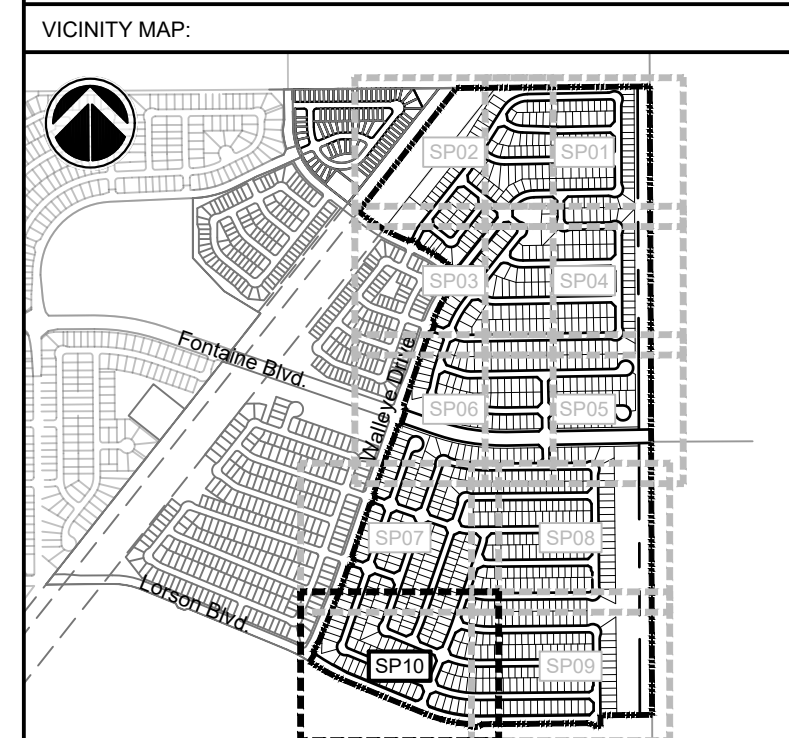 VICINITY MAP:
SP02 SP01
SP03 SP04
Fontaine Blvd.
Walleye Drive
SP06 SP05
SP07 SP08
Lorson Blvd.
SP10 SP09